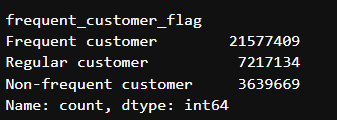 frequent_customer_flag
Frequent customer 21577409
Regular customer 7217134
Non-frequent customer 3639669
Name: count, dtype: int64